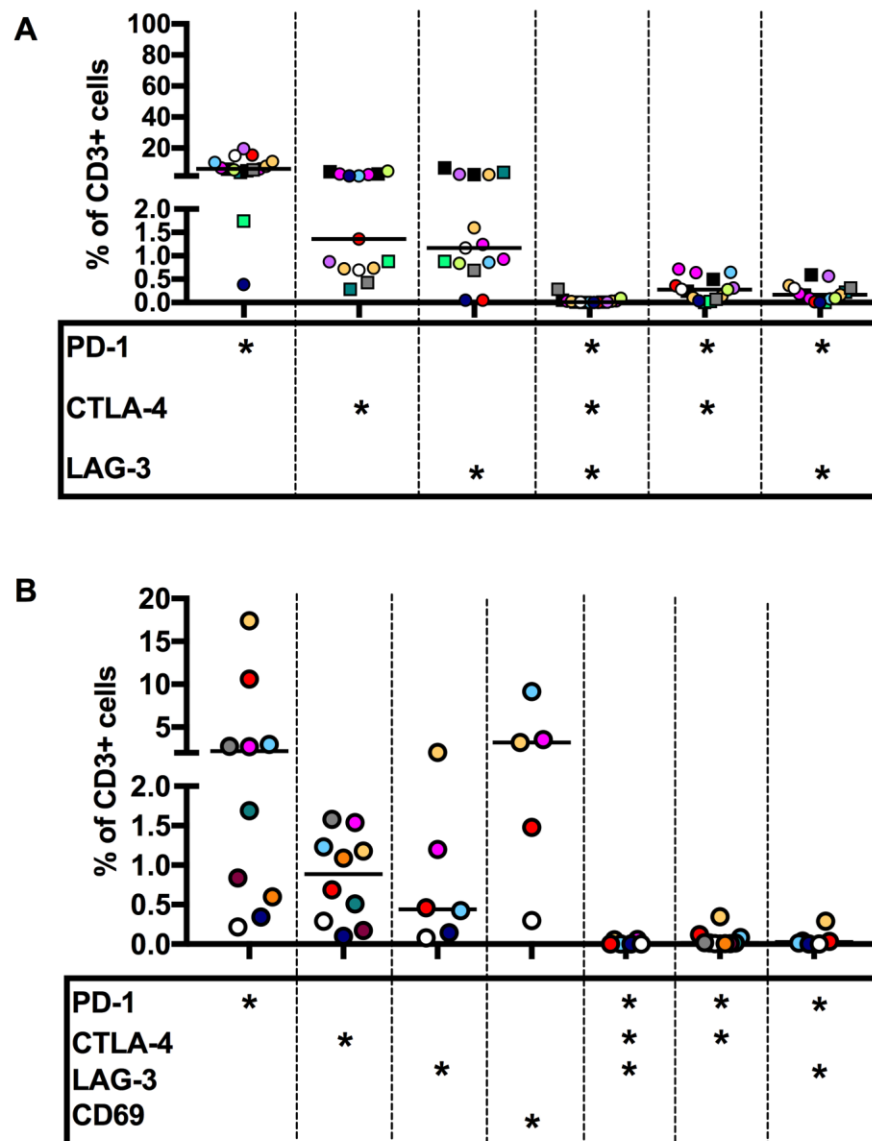 A
% of CD3+ cells
100
80
60
40
20
2.0
1.5
1.0
0.5
0.0
PD-1 * * * *
CTLA-4 * * *
LAG-3 * * *
B
% of CD3+ cells
20
15
10
5
2.0
1.5
1.0
0.5
0.0
PD-1 * * * *
CTLA-4 * * *
LAG-3 * * *
CD69 *